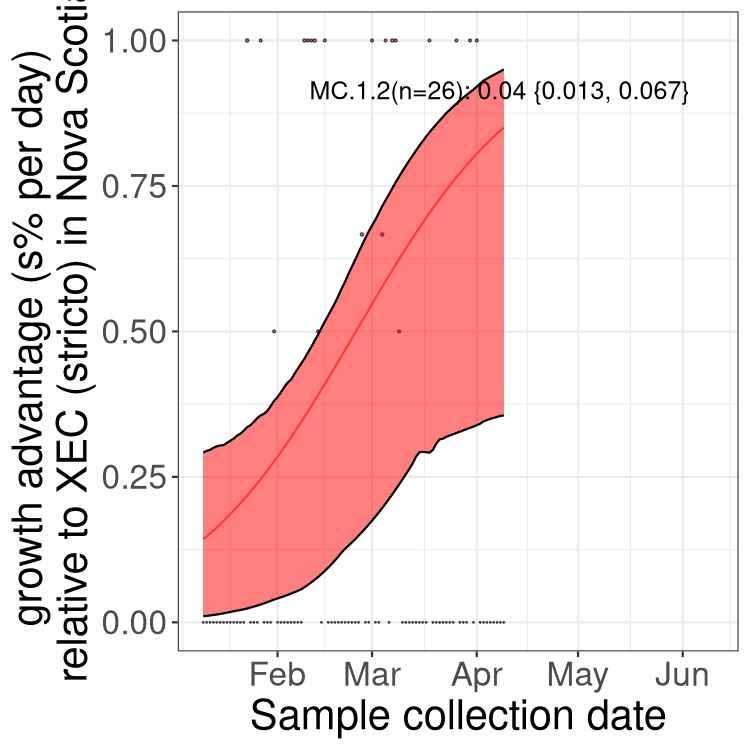 growth advantage (s% per day)
relative to XEC (stricto) in Nova Scotia
1.00
0.75
0.50
0.25
0.00
MC.1.2(n=26): 0.04 {0.013, 0.067}
Feb Mar Apr May Jun
Sample collection date